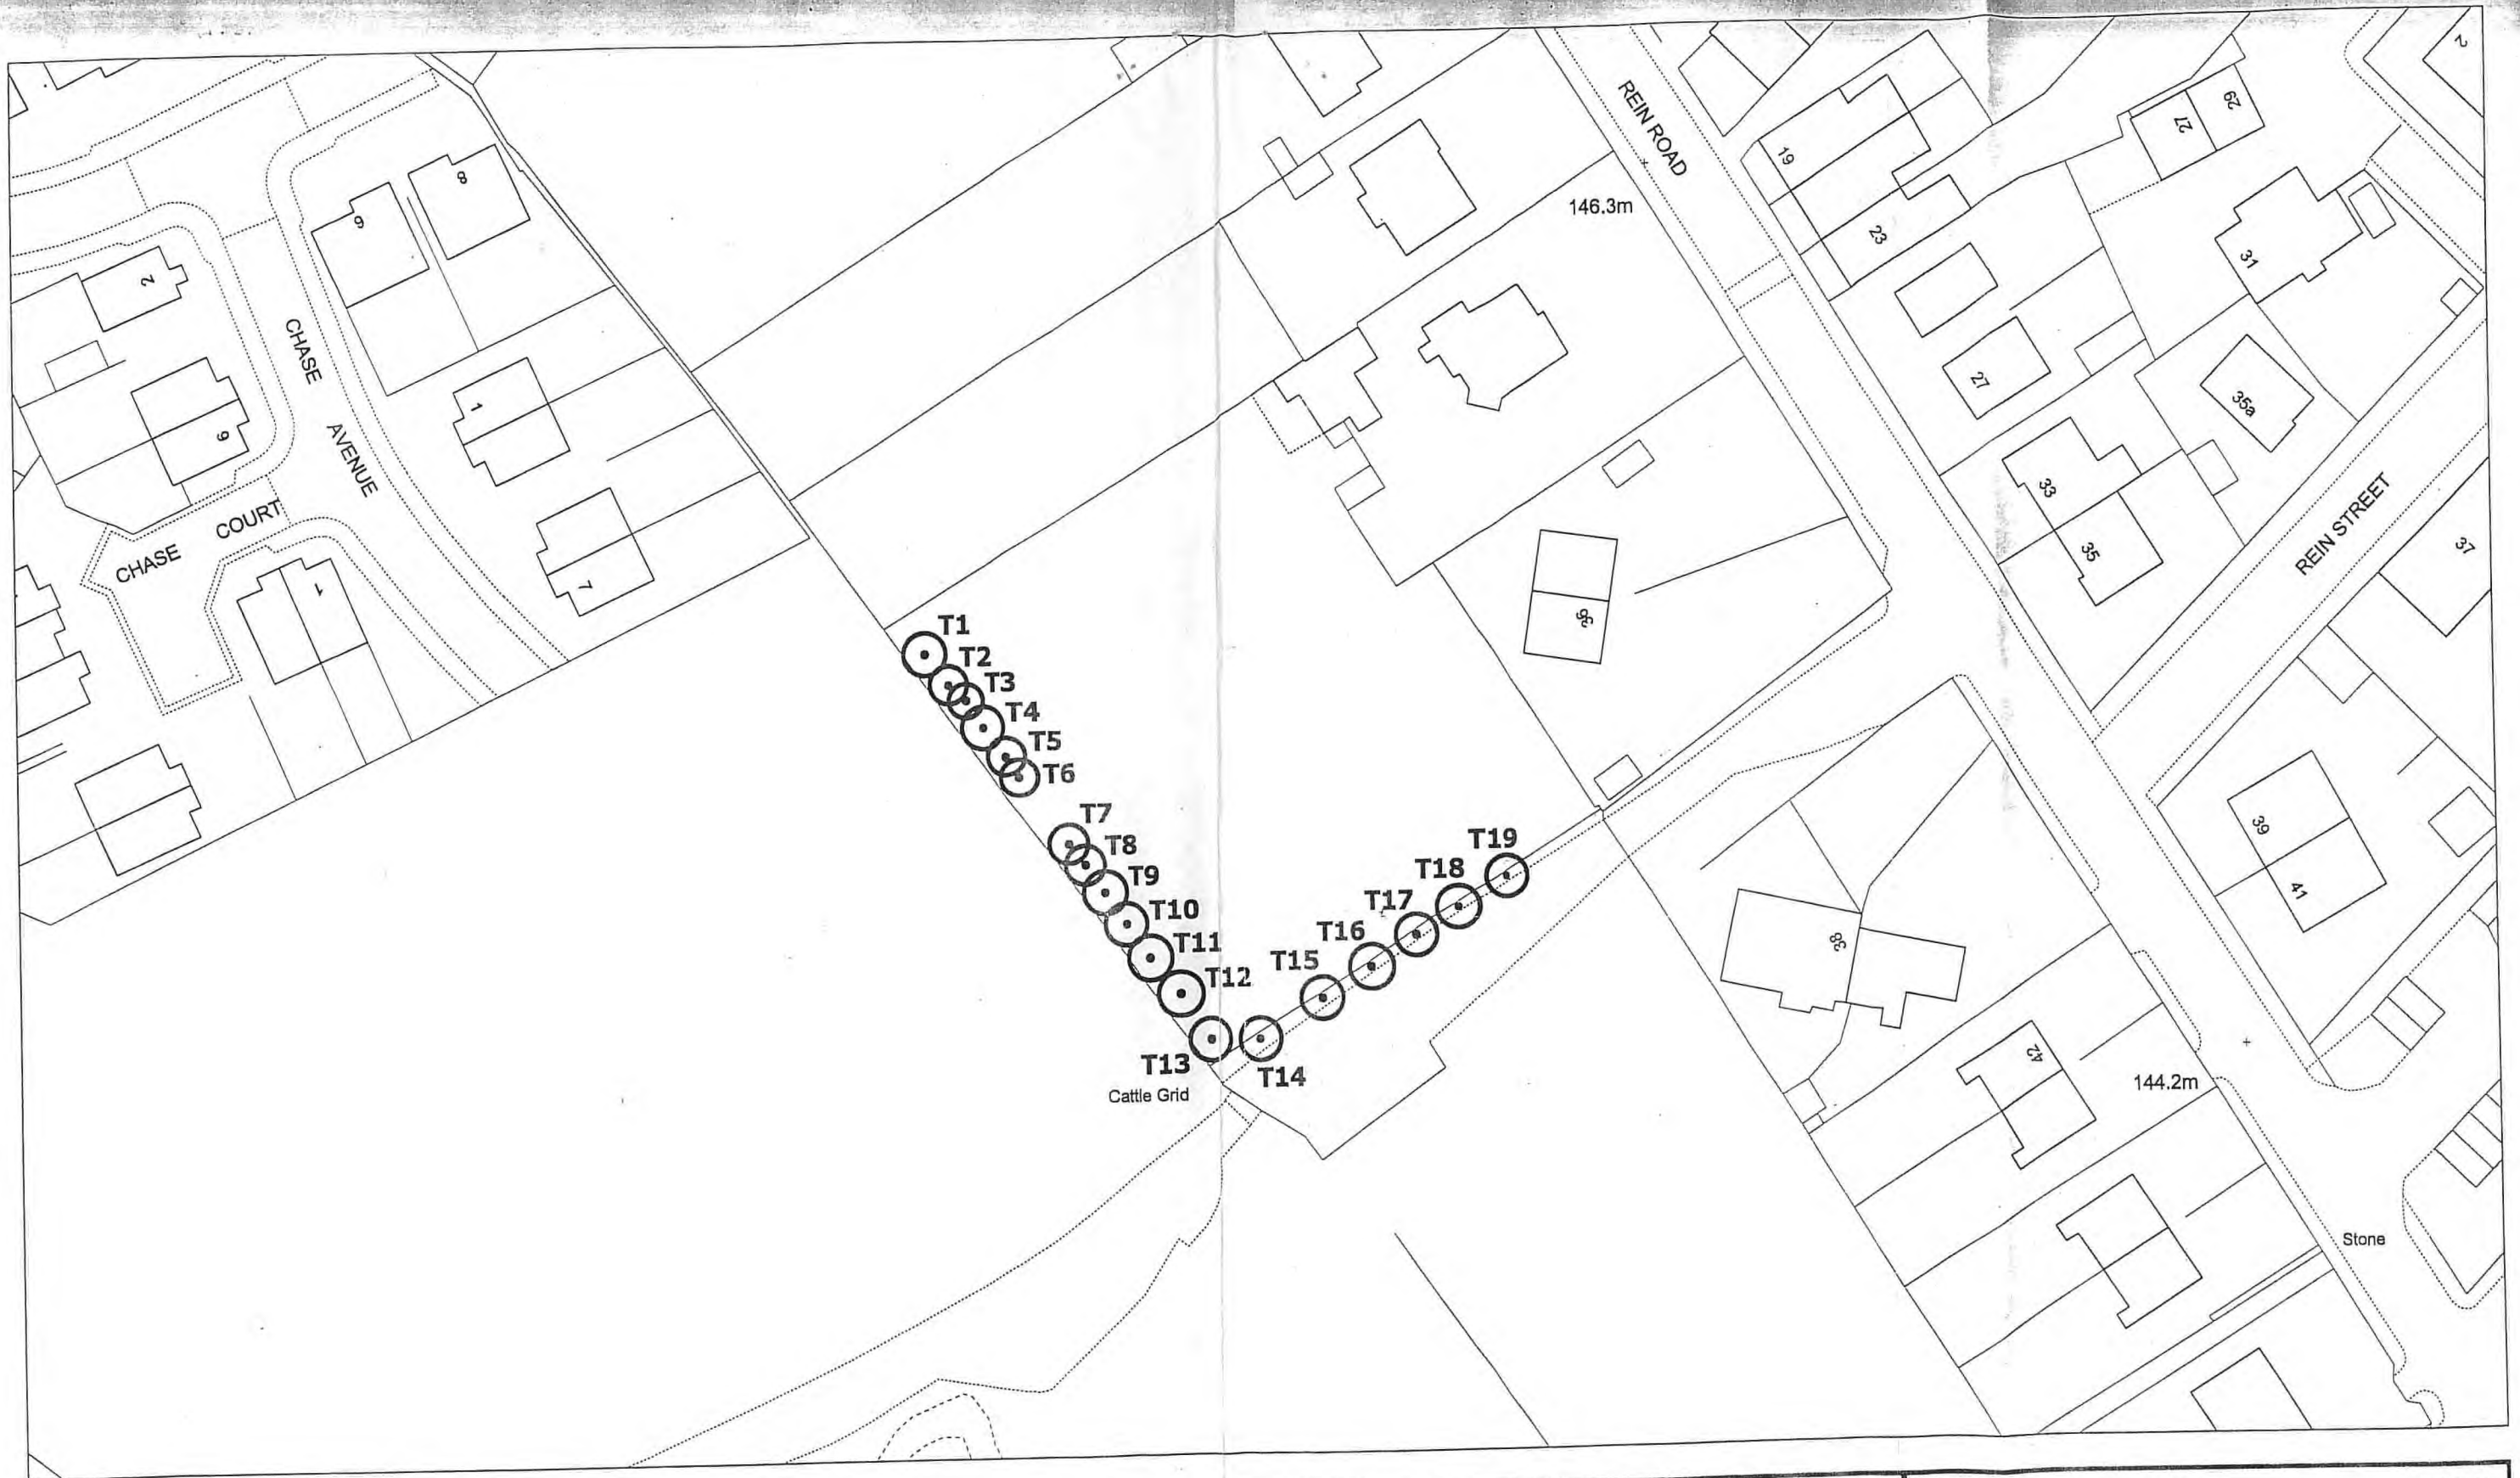 REIN ROAD
146.3m
19
23
27
29
2
31
27
35a
33
35
REIN STREET
37
8
6
2
CHASE AVENUE
1
9
7
CHASE COURT
1
36
T1
T2
T3
T4
T5
T6
T7
T8
T9
T10
T11
T12
T13
T14
T15
T16
T17
T18
T19
Cattle Grid
38
39
41
42
144.2m
Stone